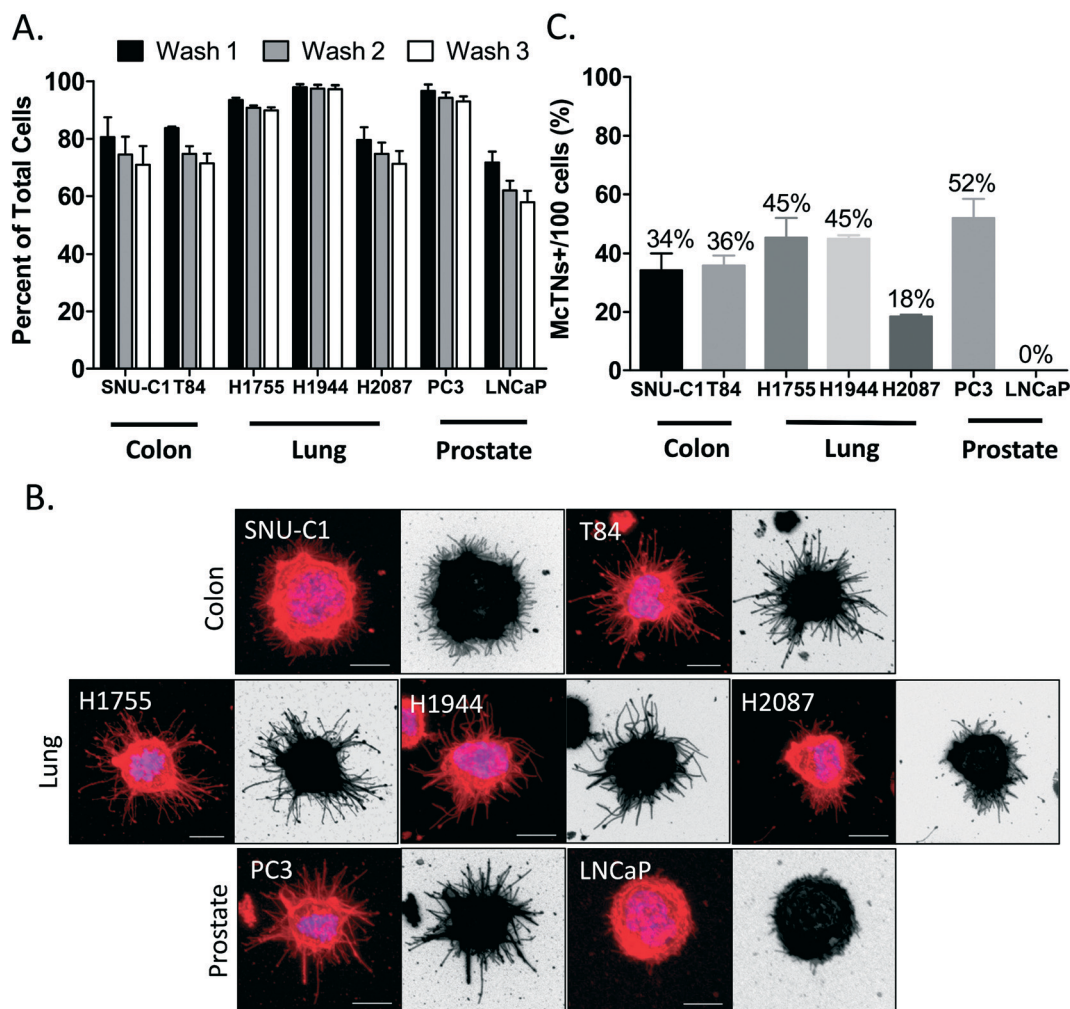 A.
Wash 1 Wash 2 Wash 3
Percent of Total Cells
100
80
60
40
20
0
SNU-C1 T84 H1755 H1944 H2087 PC3 LNCaP
Colon Lung Prostate
C.
McTNs+/100 cells (%)
100
80
60
40
20
0
34% 36% 45% 45% 18% 52% 0%
SNU-C1 T84 H1755 H1944 H2087 PC3 LNCaP
Colon Lung Prostate
B.
Colon
SNU-C1 T84
Lung
H1755 H1944 H2087
Prostate
PC3 LNCaP